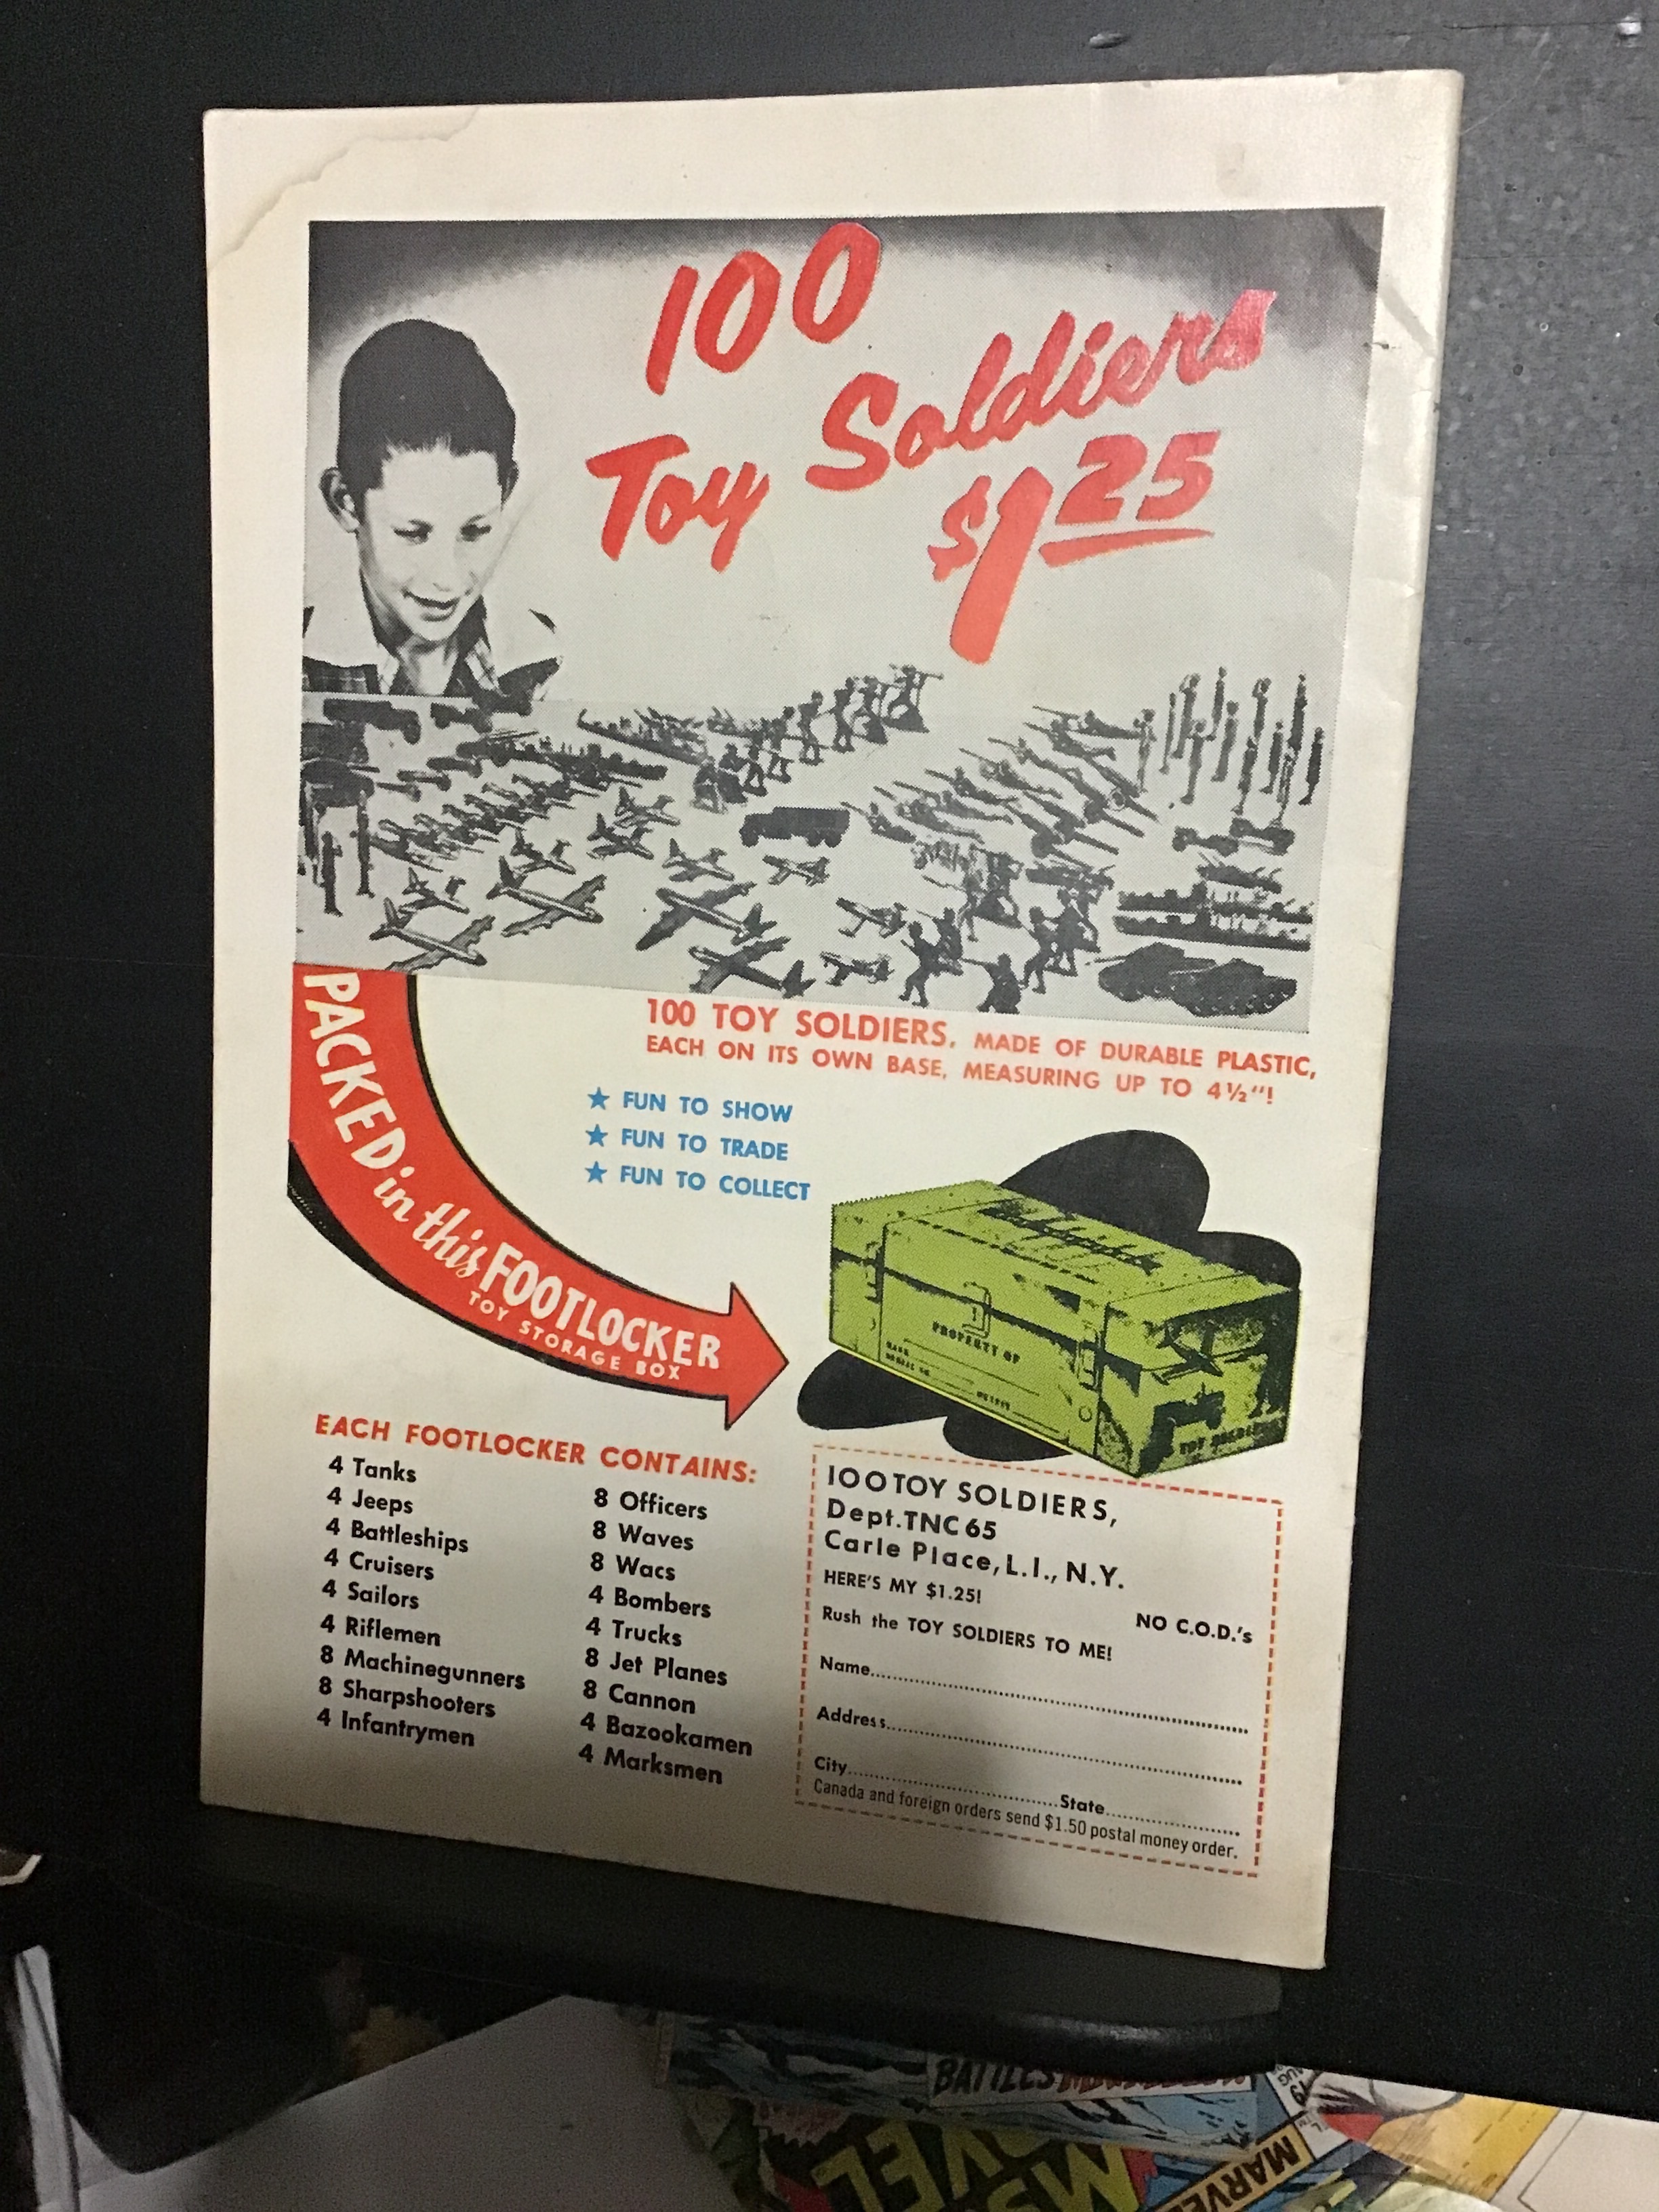 100
Toy Soldiers
$1 25
100 TOY SOLDIERS, MADE OF DURABLE PLASTIC,
EACH ON ITS OWN BASE, MEASURING UP TO 4½"!
★ FUN TO SHOW
★ FUN TO TRADE
★ FUN TO COLLECT
PACKED in this FOOTLOCKER
TOY STORAGE BOX
PROPERTY OF
TOY SOLDIERS
EACH FOOTLOCKER CONTAINS:
4 Tanks
4 Jeeps
4 Battleships
4 Cruisers
4 Sailors
4 Riflemen
8 Machinegunners
8 Sharpshooters
4 Infantrymen
8 Officers
8 Waves
8 Wacs
4 Bombers
4 Trucks
8 Jet Planes
8 Cannon
4 Bazookamen
4 Marksmen
100 TOY SOLDIERS,
Dept. TNC 65
Carle Place, L.I., N.Y.
HERE'S MY $1.25!
NO C.O.D.'s
Rush the TOY SOLDIERS TO ME!
Name
Address
City State
Canada and foreign orders send $1.50 postal money order.
BATTLES
AUG
MARVEL